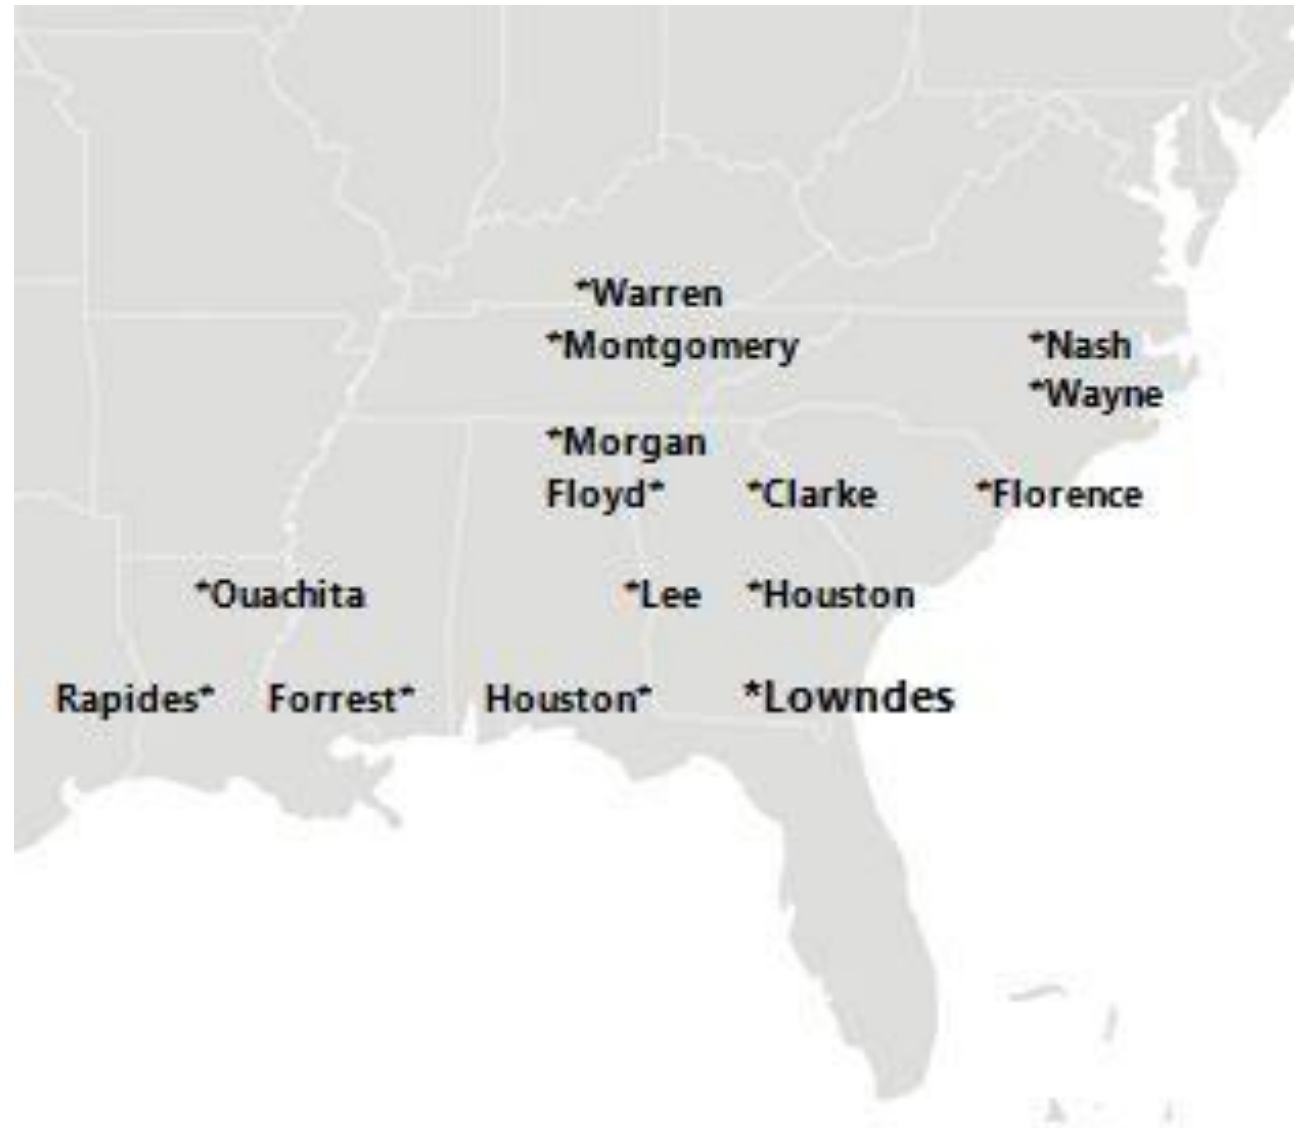 *Warren
*Montgomery *Nash
*Wayne
*Morgan
Floyd* *Clarke *Florence
*Ouachita *Lee *Houston
Rapides* Forrest* Houston* *Lowndes